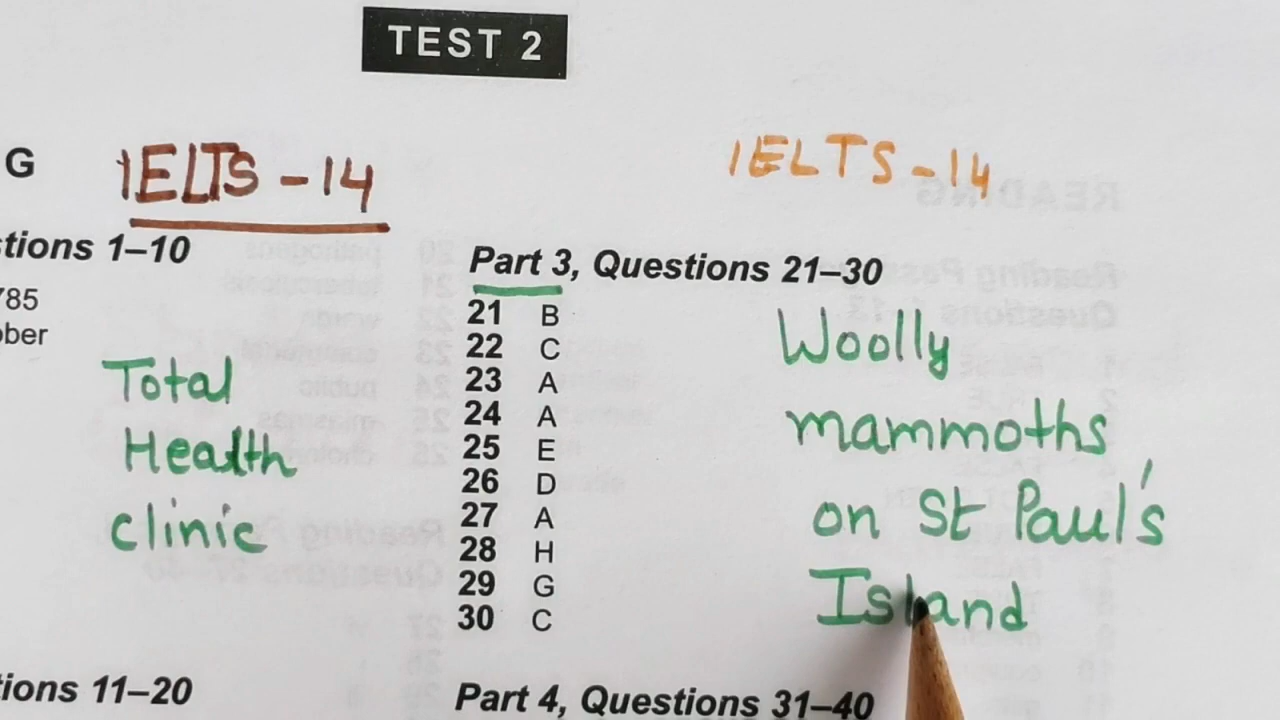 TEST 2
G
IELTS -14
IELTS-14
tions 1–10
785
ober
Total
Health
clinic
ions 11–20
Part 3, Questions 21–30
21 B
22 C
23 A
24 A
25 E
26 D
27 A
28 H
29 G
30 C
Part 4, Questions 31–40
Woolly
mammoths
on St Paul's
Island
READING